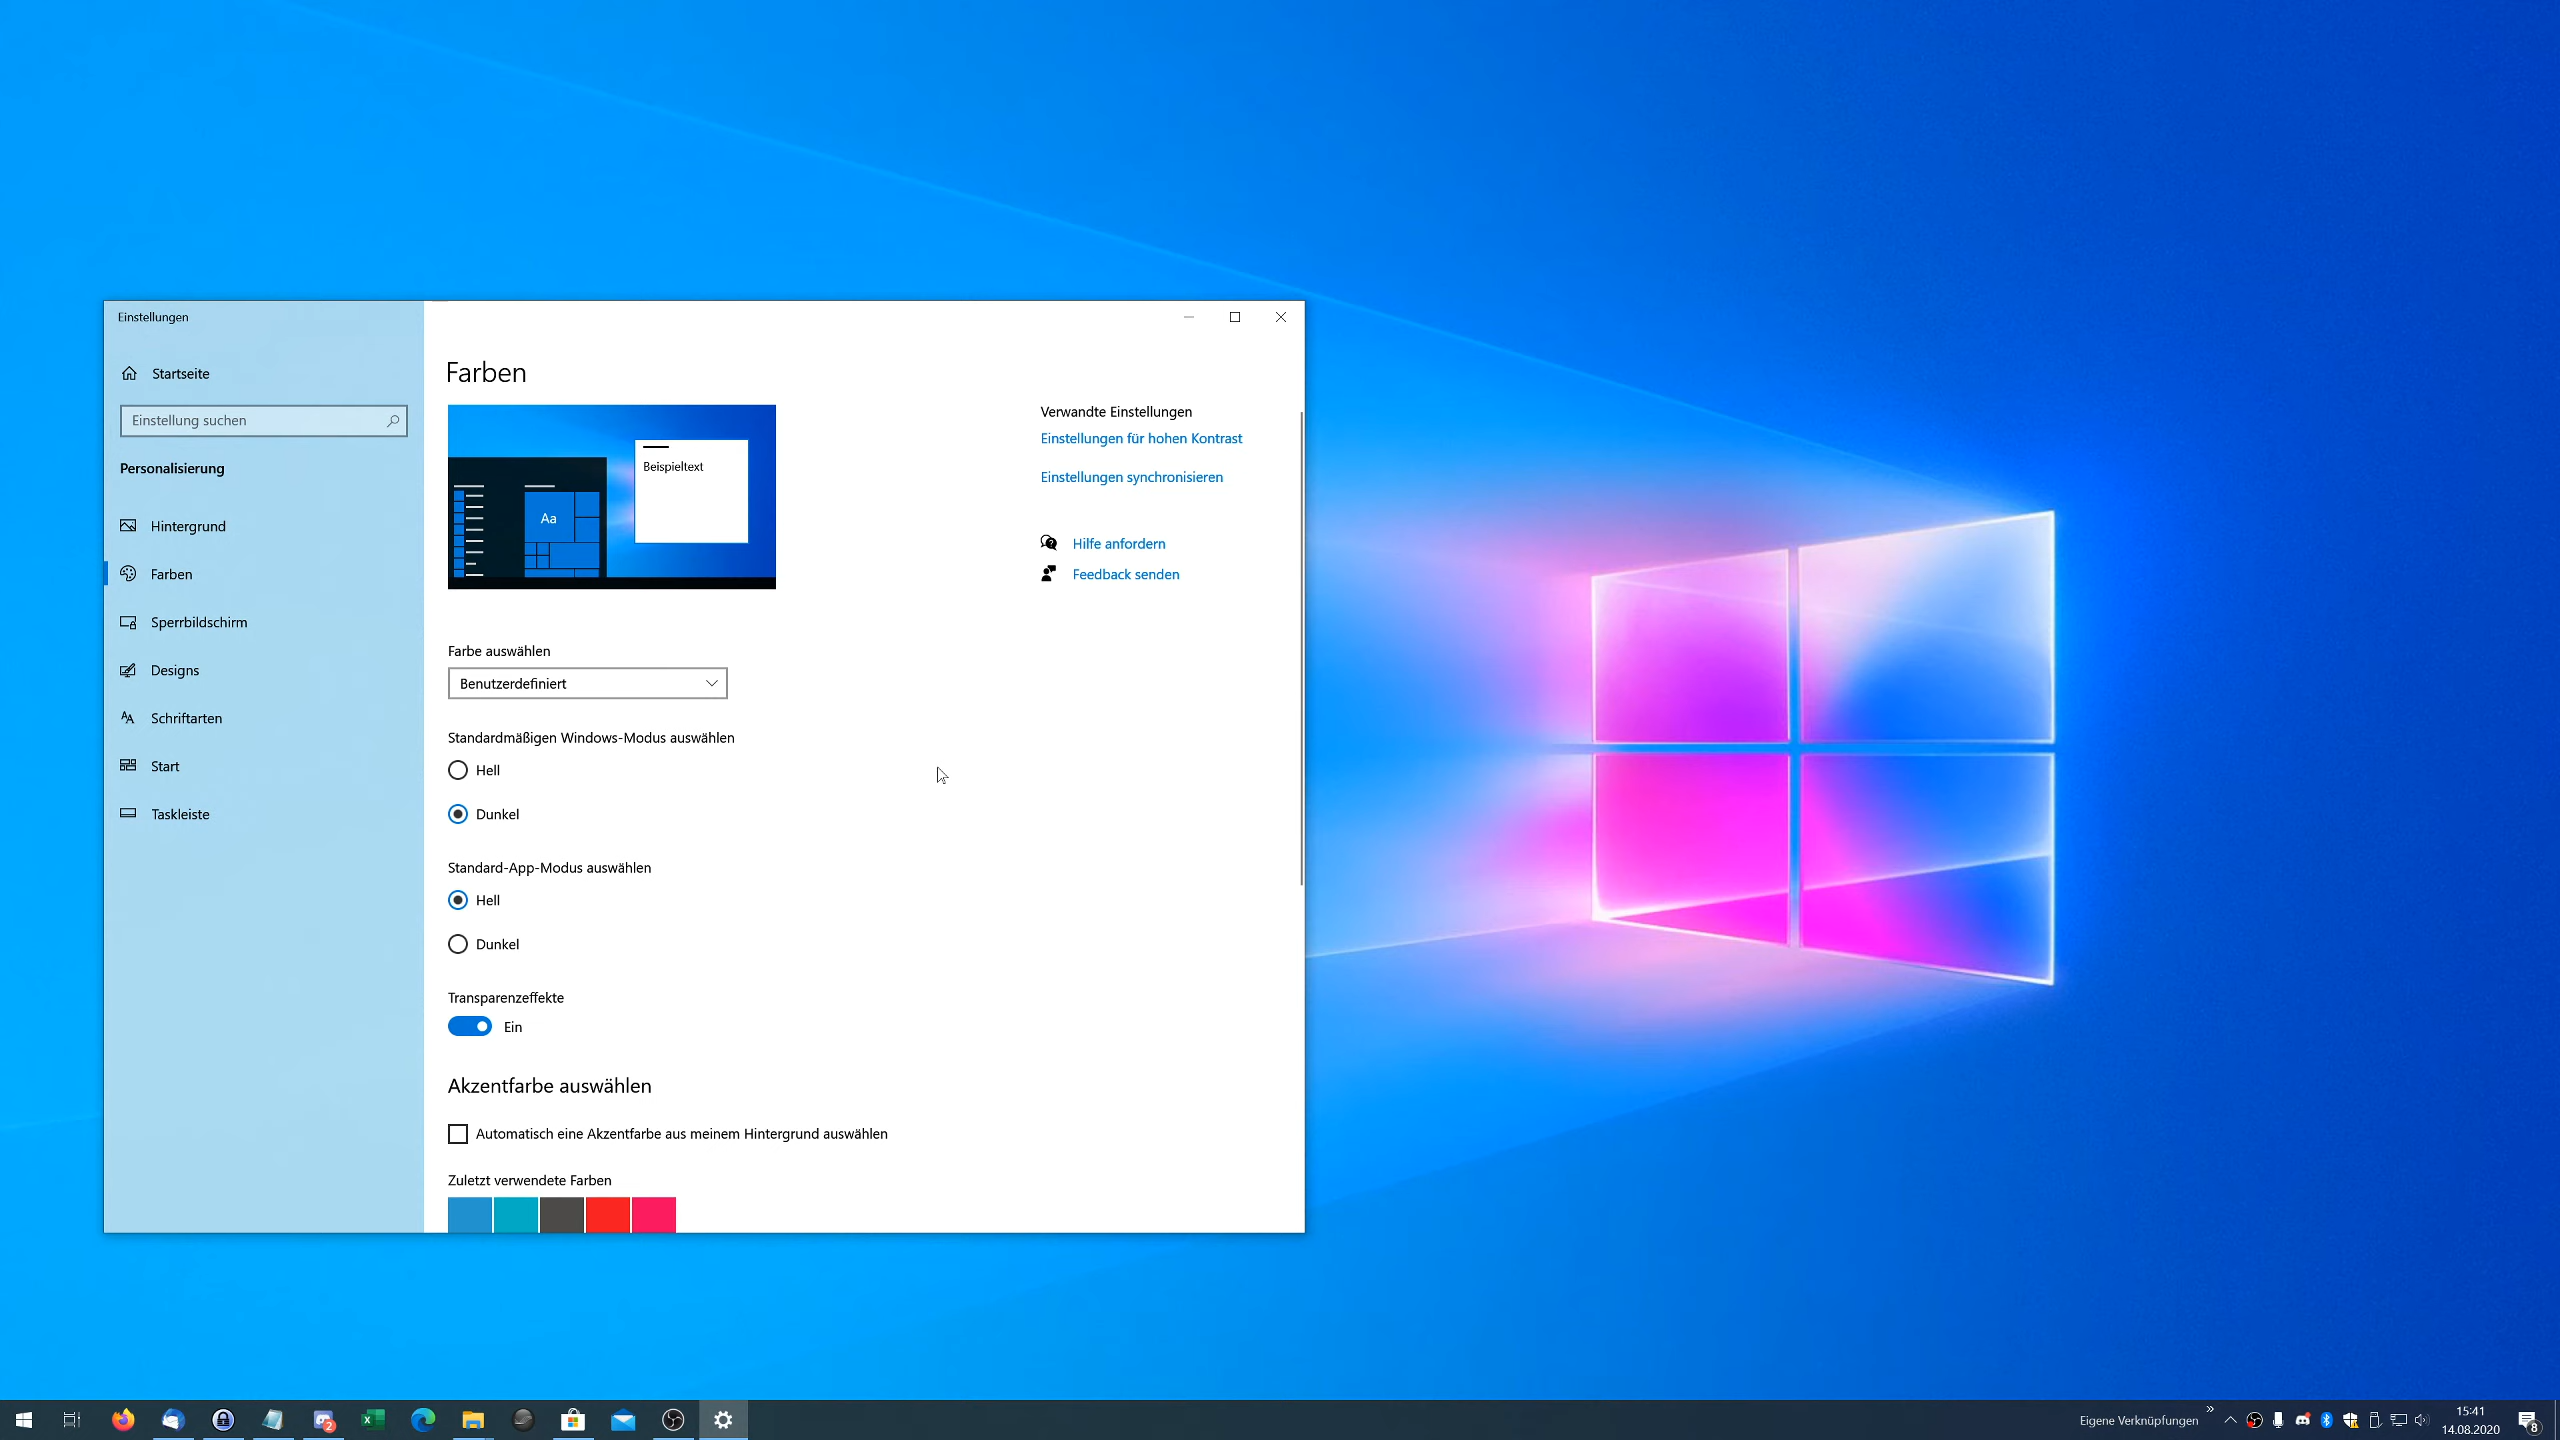 Einstellungen
Startseite
Einstellung suchen
Personalisierung
Hintergrund
Farben
Sperrbildschirm
Designs
Schriftarten
Start
Taskleiste
Farben
Beispieltext
Aa
Farbe auswählen
Benutzerdefiniert
Standardmäßigen Windows-Modus auswählen
Hell
Dunkel
Standard-App-Modus auswählen
Hell
Dunkel
Transparenzeffekte
Ein
Akzentfarbe auswählen
Automatisch eine Akzentfarbe aus meinem Hintergrund auswählen
Zuletzt verwendete Farben
Verwandte Einstellungen
Einstellungen für hohen Kontrast
Einstellungen synchronisieren
Hilfe anfordern
Feedback senden
2
Eigene Verknüpfungen
15:41
14.08.2020
8